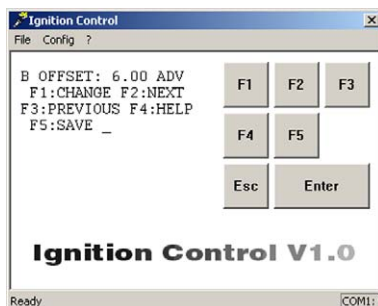 Ignition Control
File Config ?
B OFFSET: 6.00 ADV
F1:CHANGE F2:NEXT
F3:PREVIOUS F4:HELP
F5:SAVE _
F1 F2 F3
F4 F5
Esc Enter
Ignition Control V1.0
Ready COM1: